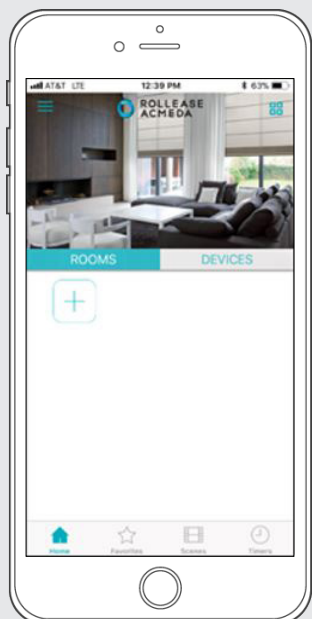 AT&T LTE 12:39 PM 63%
ROLLEASE
ACMEDA
ROOMS DEVICES
Home Favorites Scenes Timers